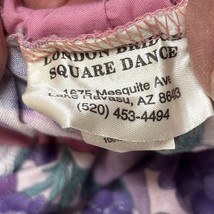 LONDON BRIDGE
SQUARE DANCE
1675 Mesquite Ave
Lake Havasu, AZ 86403
(520) 453-4494